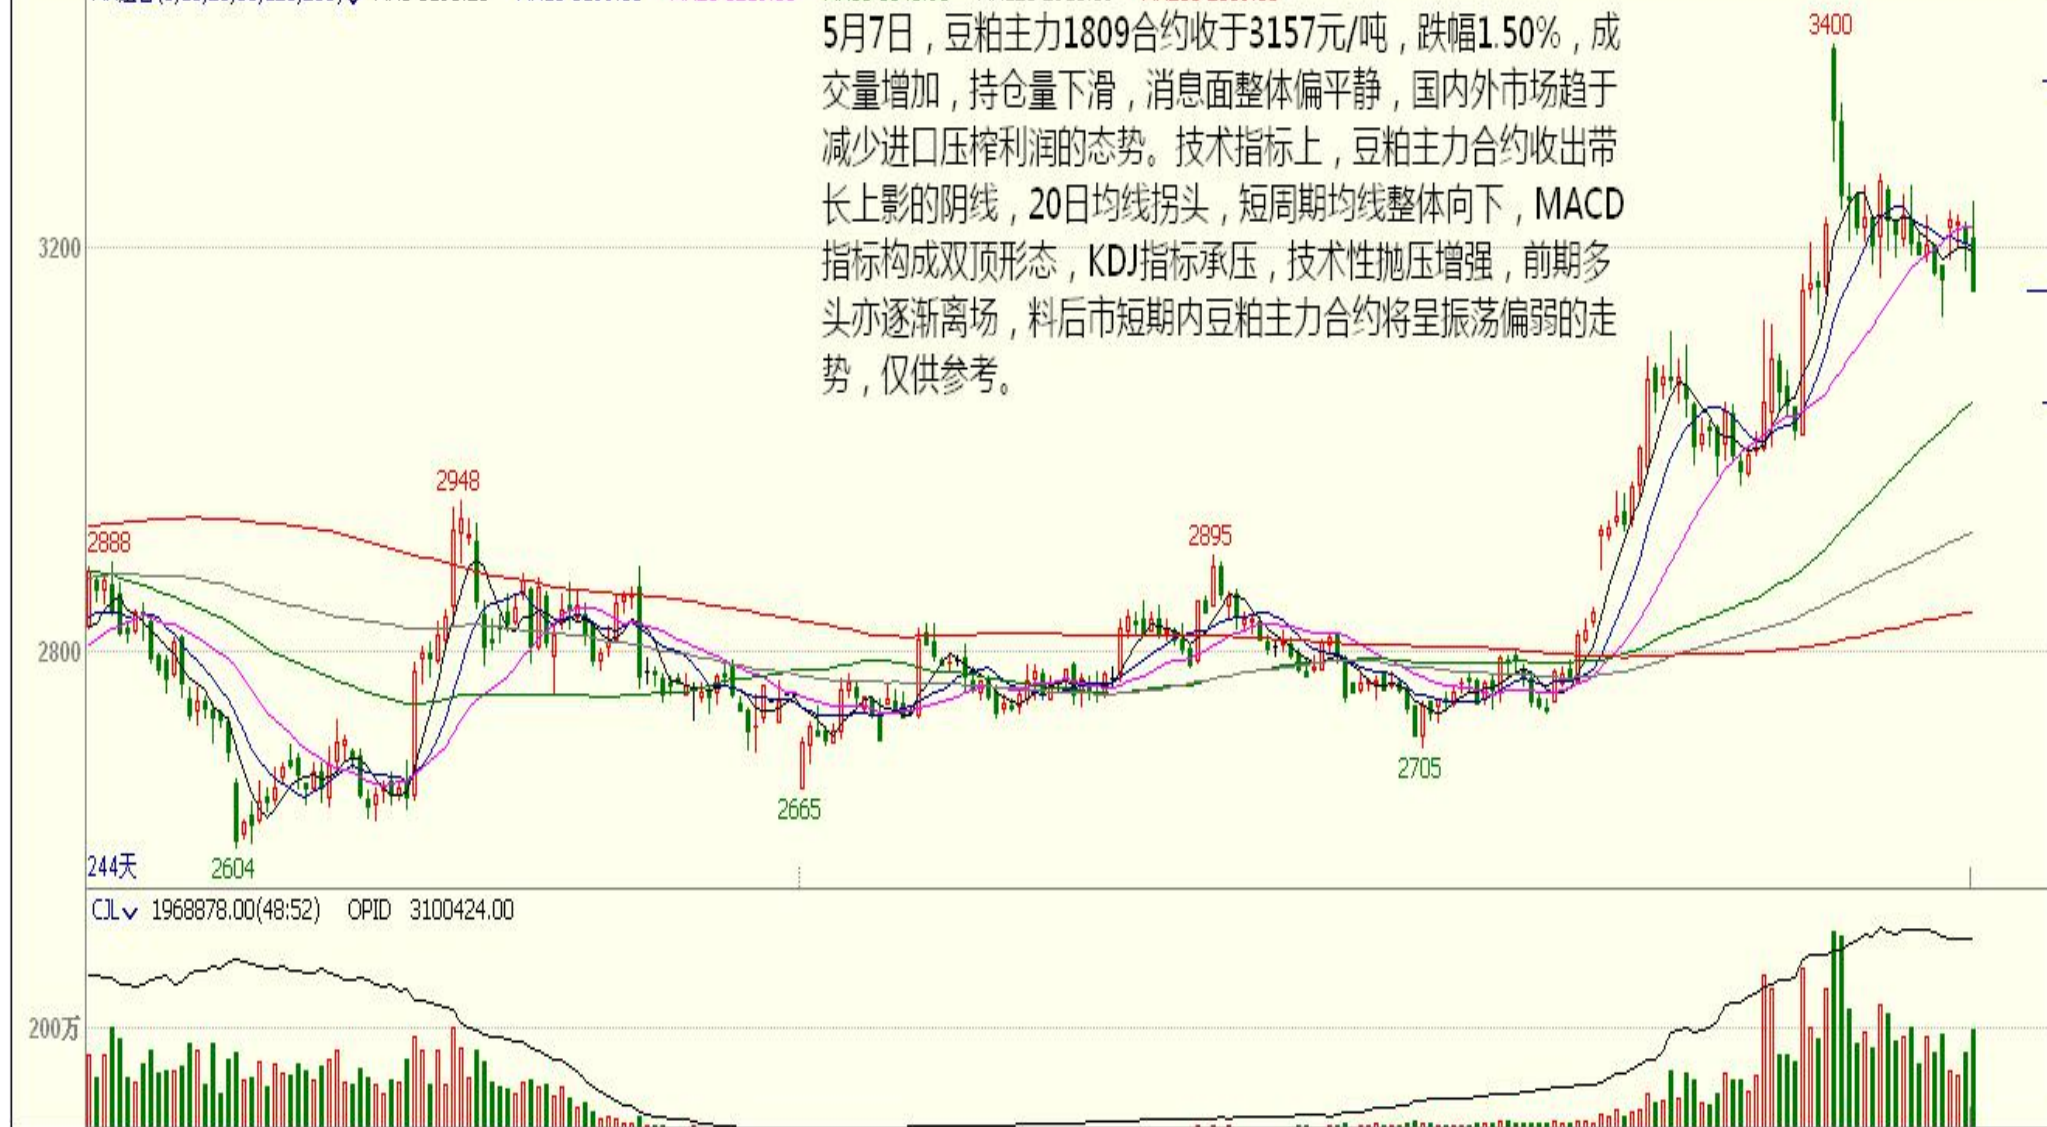 5月7日，豆粕主力1809合约收于3157元/吨，跌幅1.50%，成
交量增加，持仓量下滑，消息面整体偏平静，国内外市场趋于
减少进口压榨利润的态势。技术指标上，豆粕主力合约收出带
长上影的阴线，20日均线拐头，短周期均线整体向下，MACD
指标构成双顶形态，KDJ指标承压，技术性抛压增强，前期多
头亦逐渐离场，料后市短期内豆粕主力合约将呈振荡偏弱的走
势，仅供参考。
3400
3200
2948
2888
2895
2800
2705
2665
2604
244天
CJL 1968878.00(48:52) OPID 3100424.00
200万